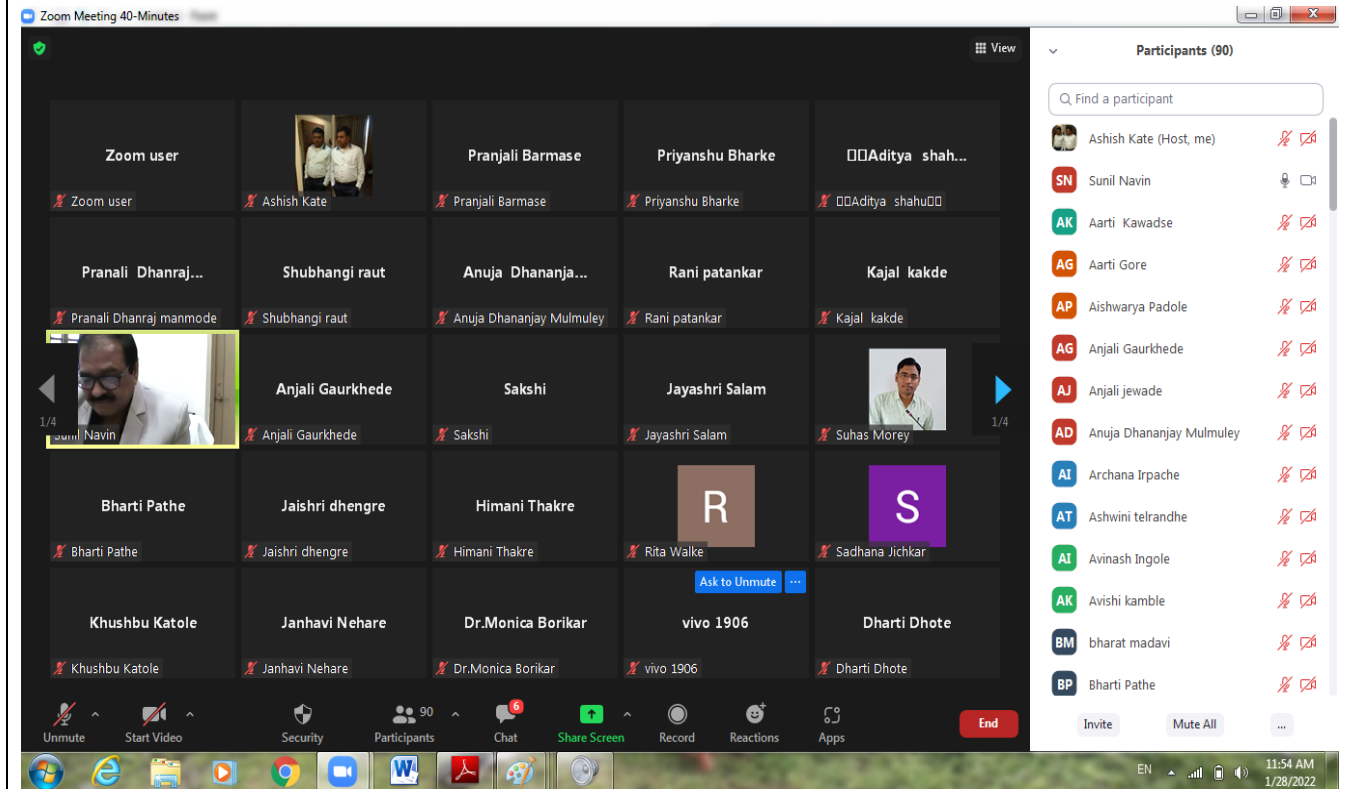 Zoom Meeting 40-Minutes
View
Zoom user
Pranjali Barmase
Priyanshu Bharke
□□Aditya shah...
Zoom user
Ashish Kate
Pranjali Barmase
Priyanshu Bharke
□□Aditya shahu□□
Pranali Dhanraj...
Shubhangi raut
Anuja Dhananja...
Rani patankar
Kajal kakde
Pranali Dhanraj manmode
Shubhangi raut
Anuja Dhananjay Mulmuley
Rani patankar
Kajal kakde
Anjali Gaurkhede
Sakshi
Jayashri Salam
1/4
1/4
Sunil Navin
Anjali Gaurkhede
Sakshi
Jayashri Salam
Suhas Morey
Bharti Pathe
Jaishri dhengre
Himani Thakre
R
S
Bharti Pathe
Jaishri dhengre
Himani Thakre
Rita Walke
Sadhana Jichkar
Ask to Unmute ...
Khushbu Katole
Janhavi Nehare
Dr.Monica Borikar
vivo 1906
Dharti Dhote
Khushbu Katole
Janhavi Nehare
Dr.Monica Borikar
vivo 1906
Dharti Dhote
Unmute
Start Video
Security
90
Participants
6
Chat
Share Screen
Record
Reactions
Apps
End
Participants (90)
Find a participant
Ashish Kate (Host, me)
SN Sunil Navin
AK Aarti Kawadse
AG Aarti Gore
AP Aishwarya Padole
AG Anjali Gaurkhede
AJ Anjali jewade
AD Anuja Dhananjay Mulmuley
AI Archana Irpache
AT Ashwini telrandhe
AI Avinash Ingole
AK Avishi kamble
BM bharat madavi
BP Bharti Pathe
Invite
Mute All
...
W
EN
11:54 AM
1/28/2022